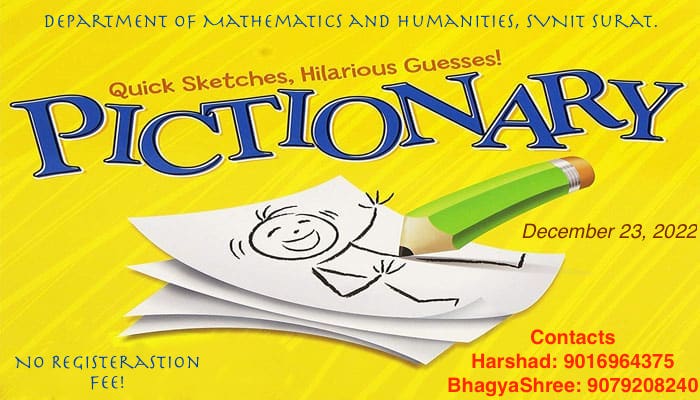 Department of Mathematics and Humanities, SVNIT Surat.
Quick Sketches, Hilarious Guesses!
PICTIONARY
December 23, 2022
Contacts
Harshad: 9016964375
BhagyaShree: 9079208240
No Registerastion
Fee!